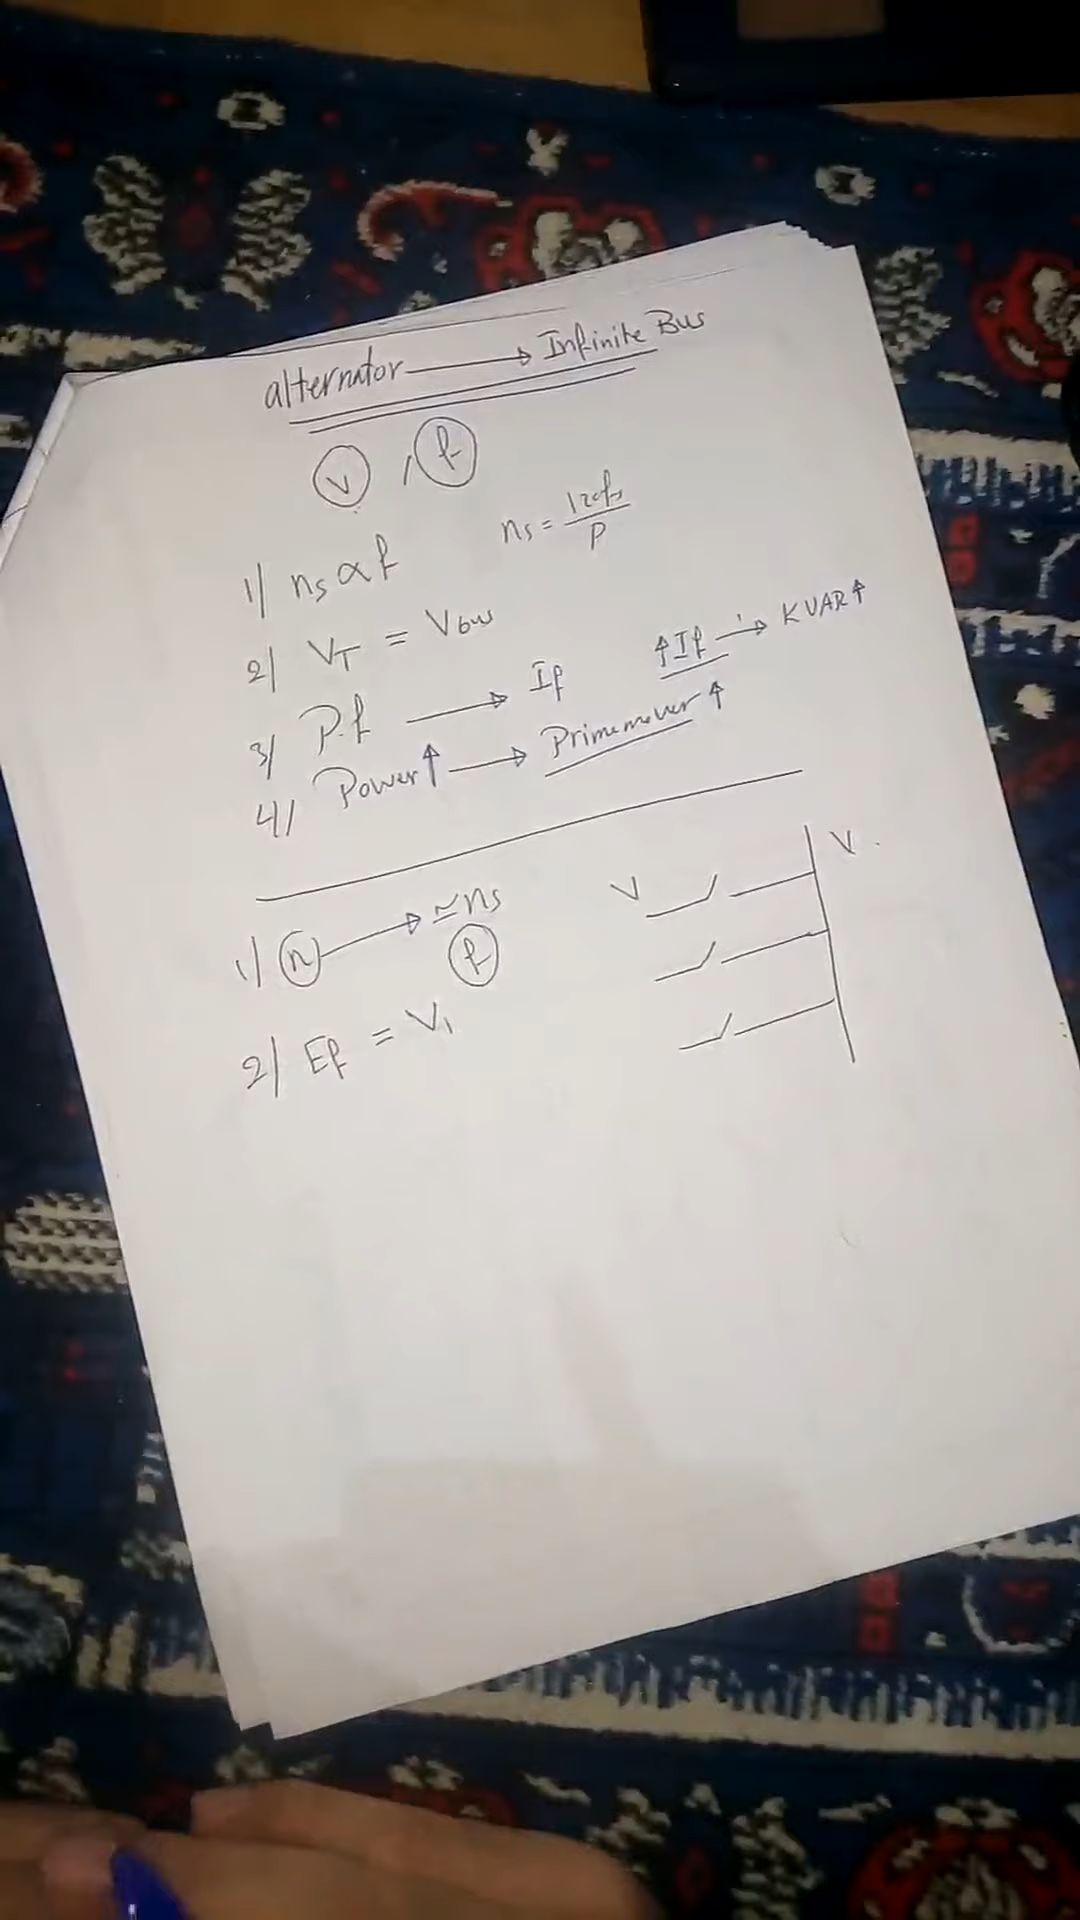 alternator → Infinite Bus
V , f
1) ns ∝ f    ns = 120fs / P
2) VT = Vbus
3) P.f → If    ↑If → KVAR↑
4) Power↑ → Primemover↑
1) n → ≃ns
f
2) Ef = V1
V    V